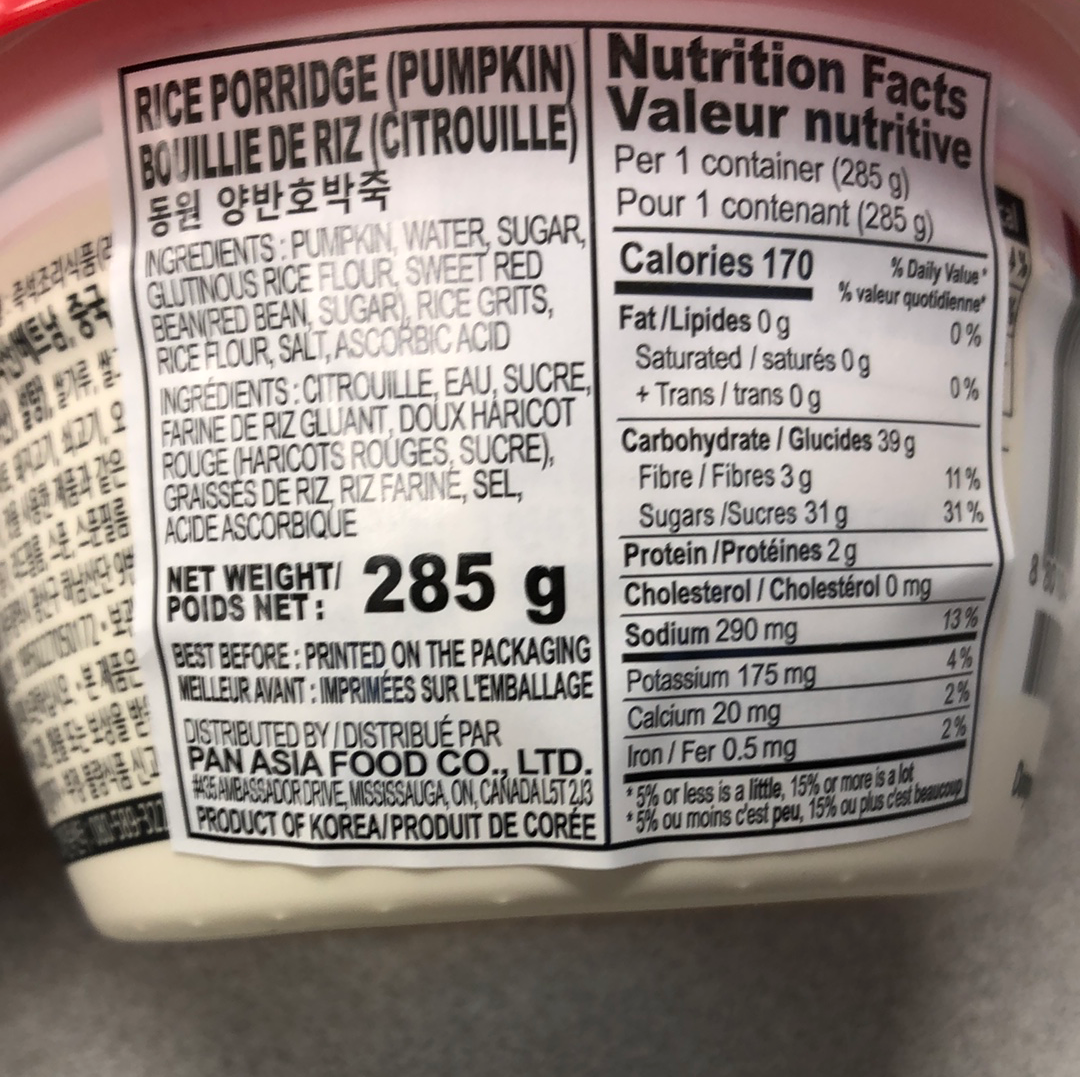 RICE PORRIDGE (PUMPKIN)
BOUILLIE DE RIZ (CITROUILLE)
동원 양반호박죽
INGREDIENTS : PUMPKIN, WATER, SUGAR,
GLUTINOUS RICE FLOUR, SWEET RED
BEAN(RED BEAN, SUGAR), RICE GRITS,
RICE FLOUR, SALT, ASCORBIC ACID
INGRÉDIENTS : CITROUILLE, EAU, SUCRE,
FARINE DE RIZ GLUANT, DOUX HARICOT
ROUGE (HARICOTS ROUGES, SUCRE),
GRAISSES DE RIZ, RIZ FARINE, SEL,
ACIDE ASCORBIQUE
NET WEIGHT/
POIDS NET : 285 g
BEST BEFORE : PRINTED ON THE PACKAGING
MEILLEUR AVANT : IMPRIMÉES SUR L'EMBALLAGE
DISTRIBUTED BY / DISTRIBUÉ PAR
PAN ASIA FOOD CO., LTD.
#435 AMBASSADOR DRIVE, MISSISSAUGA, ON, CANADA L5T 2J3
PRODUCT OF KOREA/PRODUIT DE CORÉE
Nutrition Facts
Valeur nutritive
Per 1 container (285 g)
Pour 1 contenant (285 g)
Calories 170
% Daily Value*
% valeur quotidienne*
Fat /Lipides 0 g 0 %
Saturated / saturés 0 g
+ Trans / trans 0 g 0 %
Carbohydrate / Glucides 39 g
Fibre / Fibres 3 g 11 %
Sugars /Sucres 31 g 31 %
Protein /Protéines 2 g
Cholesterol / Cholestérol 0 mg
Sodium 290 mg 13 %
Potassium 175 mg 4 %
Calcium 20 mg 2 %
Iron / Fer 0.5 mg 2 %
*5% or less is a little, 15% or more is a lot
*5% ou moins c'est peu, 15% ou plus c'est beaucoup